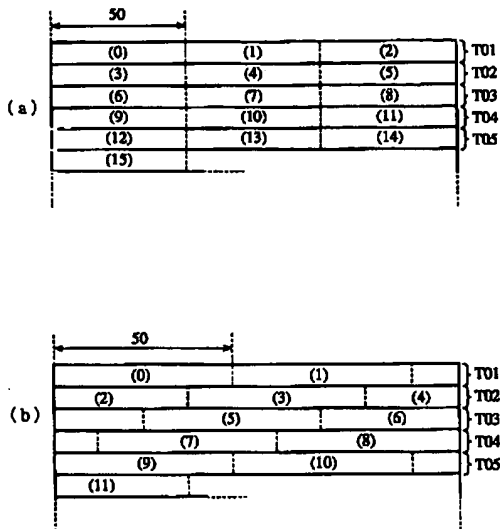 50
(0) (1) (2) T01
(3) (4) (5) T02
(6) (7) (8) T03
(a)
(9) (10) (11) T04
(12) (13) (14) T05
(15)
50
(0) (1) T01
(2) (3) (4) T02
(b)
(5) (6) T03
(7) (8) T04
(9) (10) T05
(11)